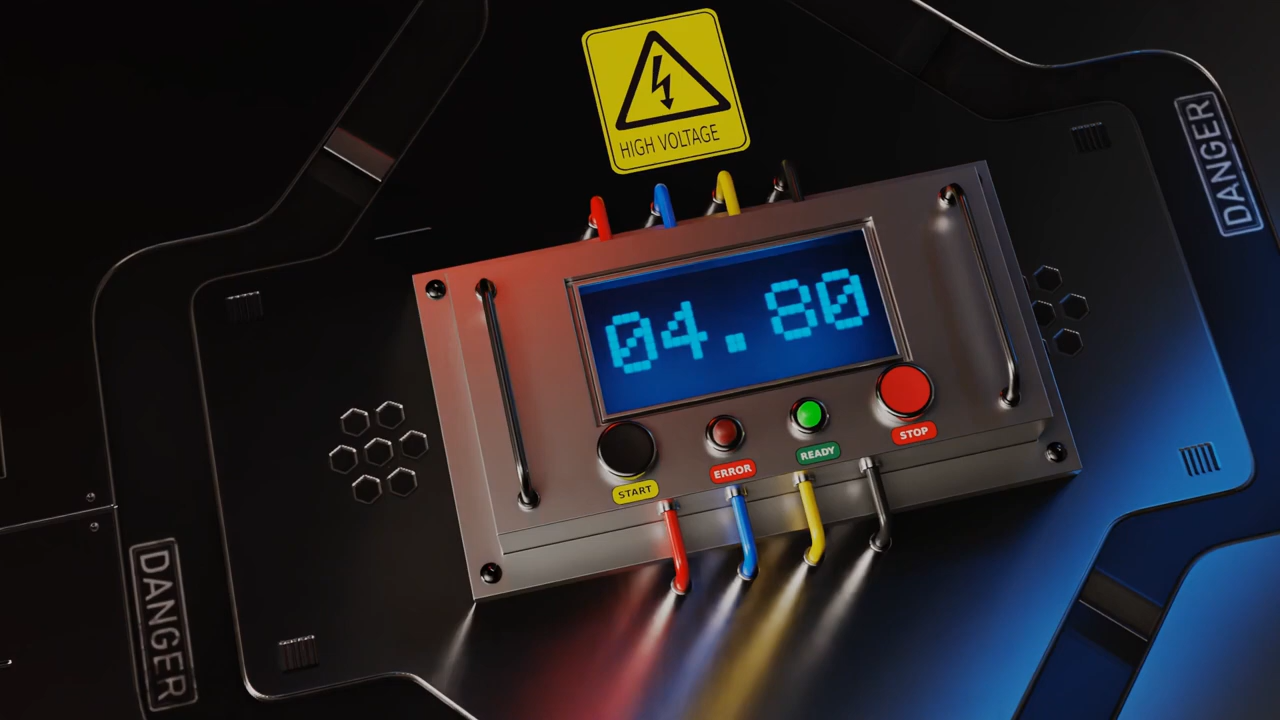 HIGH VOLTAGE
DANGER
04.80
START
ERROR
READY
STOP
DANGER